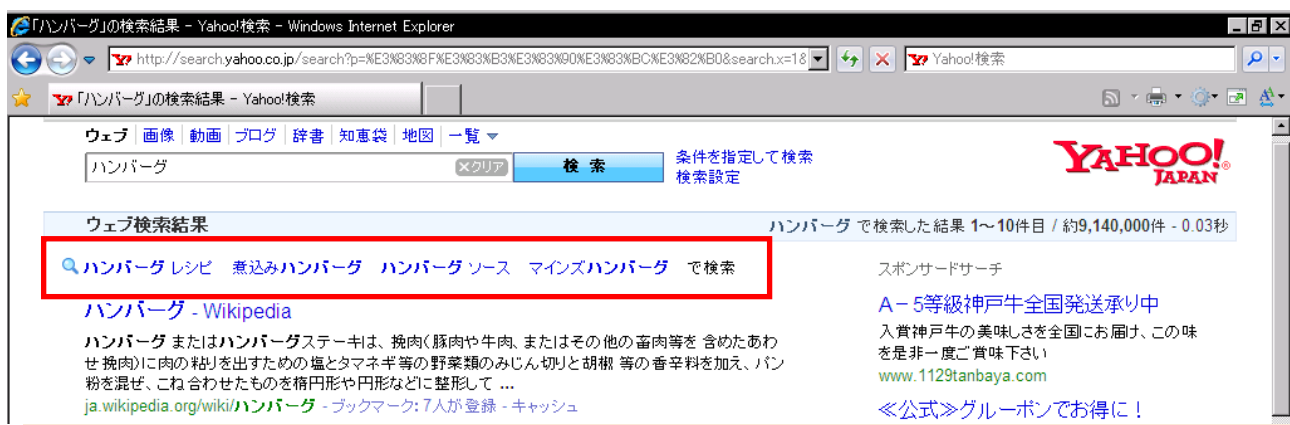 「ハンバーグ」の検索結果 - Yahoo!検索 - Windows Internet Explorer
http://search.yahoo.co.jp/search?p=%E3%83%8F%E3%83%B3%E3%83%90%E3%83%BC%E3%82%B0&search.x=1&
Yahoo!検索
「ハンバーグ」の検索結果 - Yahoo!検索
ウェブ 画像 動画 ブログ 辞書 知恵袋 地図 一覧
ハンバーグ ×クリア 検 索
条件を指定して検索
検索設定
YAHOO!
JAPAN
ウェブ検索結果
ハンバーグ で検索した結果 1～10件目 / 約9,140,000件 - 0.03秒
ハンバーグ レシピ 煮込みハンバーグ ハンバーグ ソース マインズハンバーグ で検索
ハンバーグ - Wikipedia
ハンバーグ またはハンバーグステーキは、挽肉(豚肉や牛肉、またはその他の畜肉等を 含めたあわ
せ挽肉)に肉の粘りを出すための塩とタマネギ等の野菜類のみじん切りと胡椒 等の香辛料を加え、パン
粉を混ぜ、こね合わせたものを楕円形や円形などに整形して ...
ja.wikipedia.org/wiki/ハンバーグ - ブックマーク: 7人が登録 - キャッシュ
スポンサードサーチ
A－5等級神戸牛全国発送承り中
入賞神戸牛の美味しさを全国にお届け、この味
を是非一度ご賞味下さい
www.1129tanbaya.com
≪公式≫グルーポンでお得に！